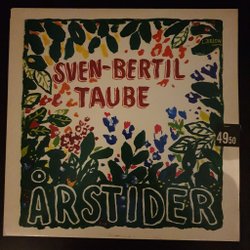 SVEN-BERTIL
TAUBE
49.50
ÅRSTIDER